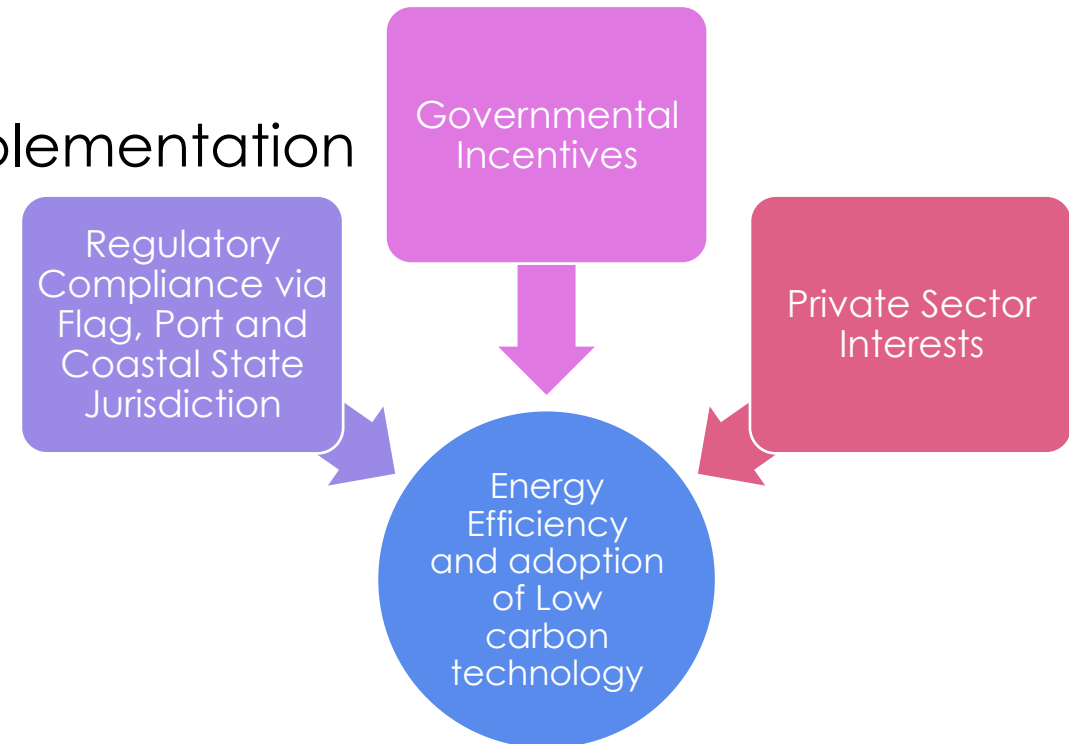 plementation
Governmental
Incentives
Regulatory
Compliance via
Flag, Port and
Coastal State
Jurisdiction
Private Sector
Interests
Energy
Efficiency
and adoption
of Low
carbon
technology